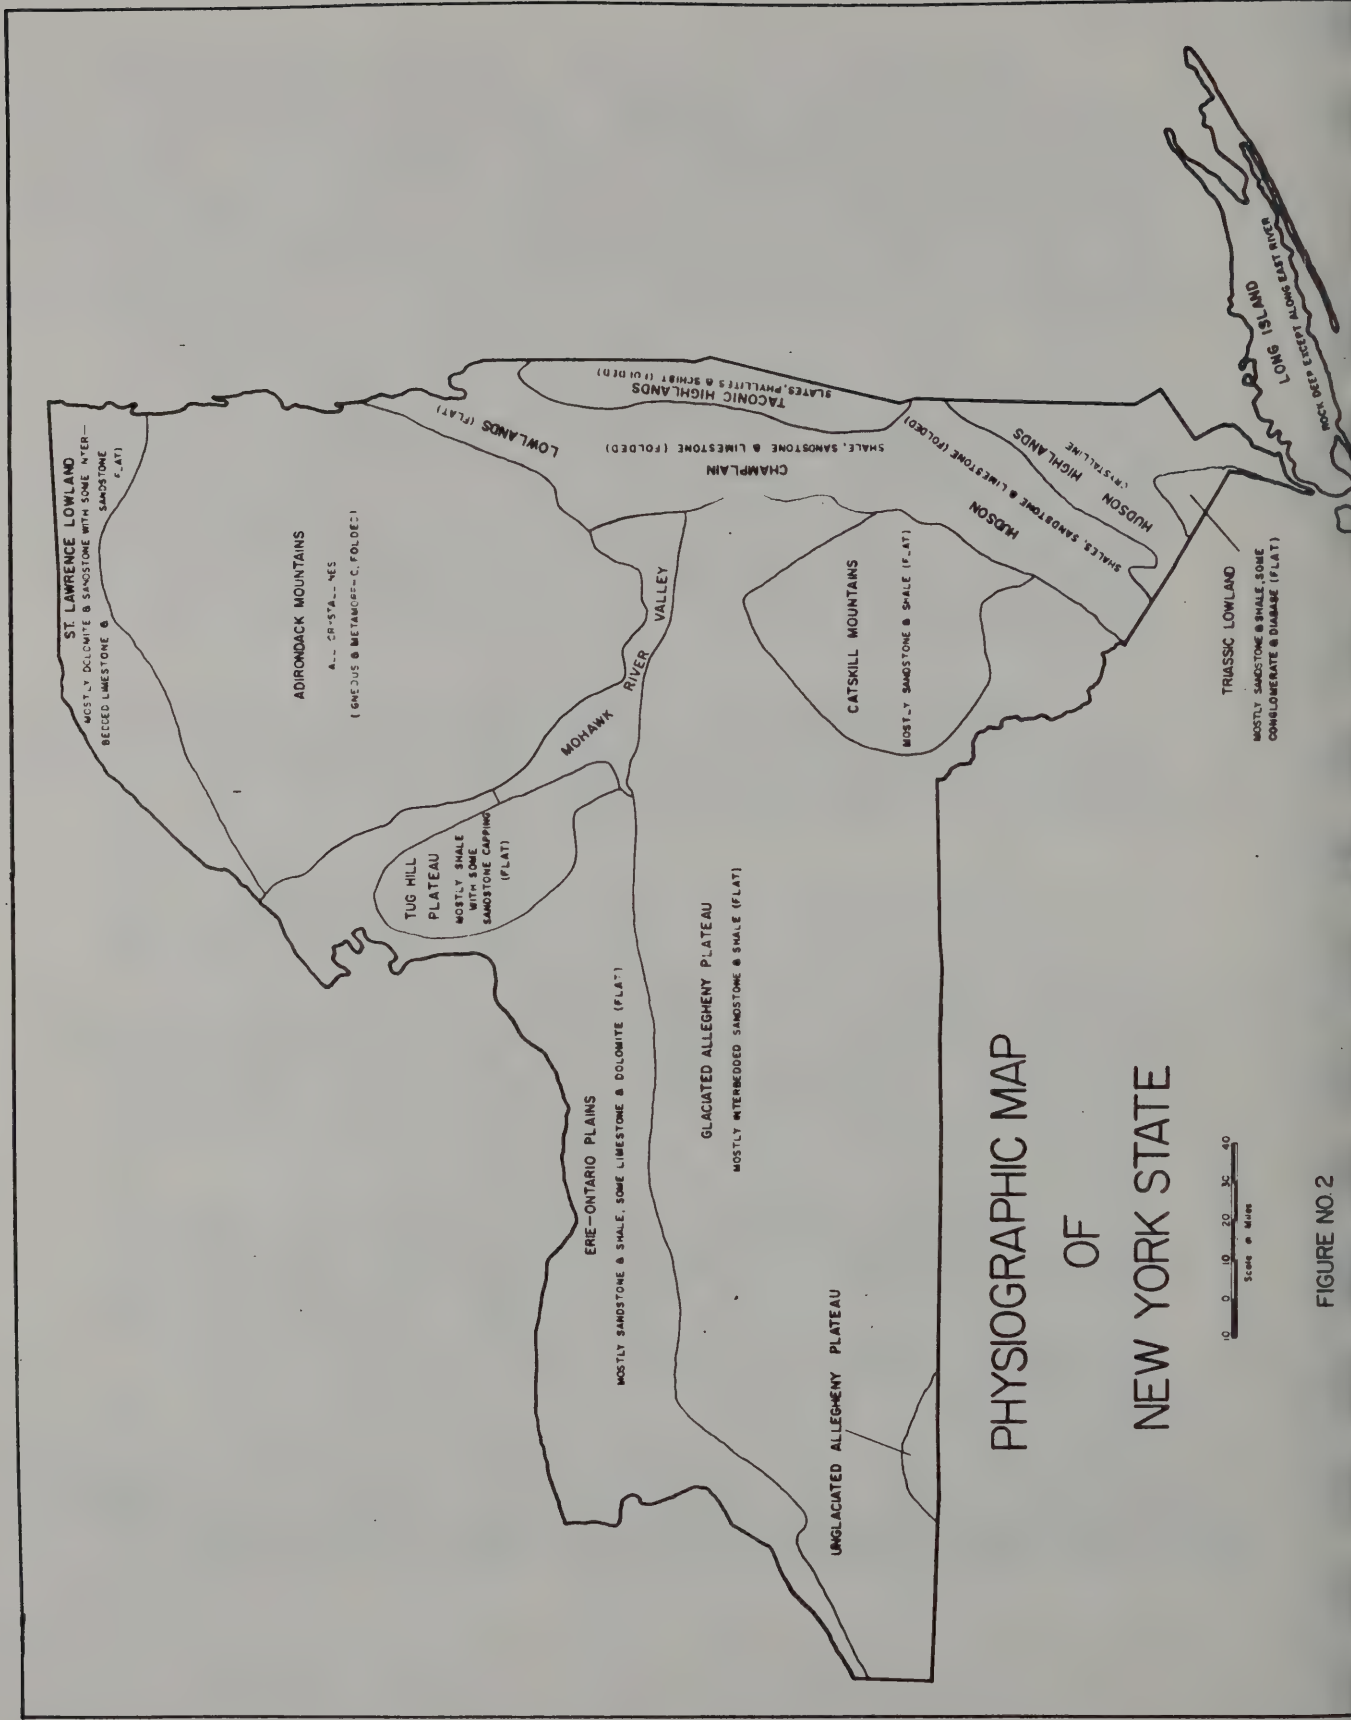 ST. LAWRENCE LOWLAND
MOSTLY DOLOMITE & SANDSTONE WITH SOME INTER-
BEDDED LIMESTONE & SANDSTONE
FLAT)
ADIRONDACK MOUNTAINS
ALL CRYSTALLINES
(IGNEOUS & METAMORPHIC, FOLDED)
TUG HILL
PLATEAU
MOSTLY SHALE
WITH SOME
SANDSTONE CAPPING
(FLAT)
MOHAWK RIVER VALLEY
LOWLANDS (FLAT)
CHAMPLAIN
SHALE, SANDSTONE & LIMESTONE (FOLDED)
TACONIC HIGHLANDS
SLATES, PHYLLITES & SCHIST (FOLDED)
ERIE-ONTARIO PLAINS
MOSTLY SANDSTONE & SHALE, SOME LIMESTONE & DOLOMITE (FLAT)
GLACIATED ALLEGHENY PLATEAU
MOSTLY INTERBEDDED SANDSTONE & SHALE (FLAT)
UNGLACIATED ALLEGHENY PLATEAU
CATSKILL MOUNTAINS
MOSTLY SANDSTONE & SHALE (FLAT)
HUDSON
SHALES, SANDSTONE & LIMESTONE (FOLDED)
HUDSON HIGHLANDS
CRYSTALLINE
TRIASSIC LOWLAND
MOSTLY SANDSTONE & SHALE, SOME
CONGLOMERATE & DIABASE (FLAT)
LONG ISLAND
ROCK DEEP EXCEPT ALONG EAST RIVER
PHYSIOGRAPHIC MAP
OF
NEW YORK STATE
10 0 10 20 30 40
Scale in Miles
FIGURE NO. 2